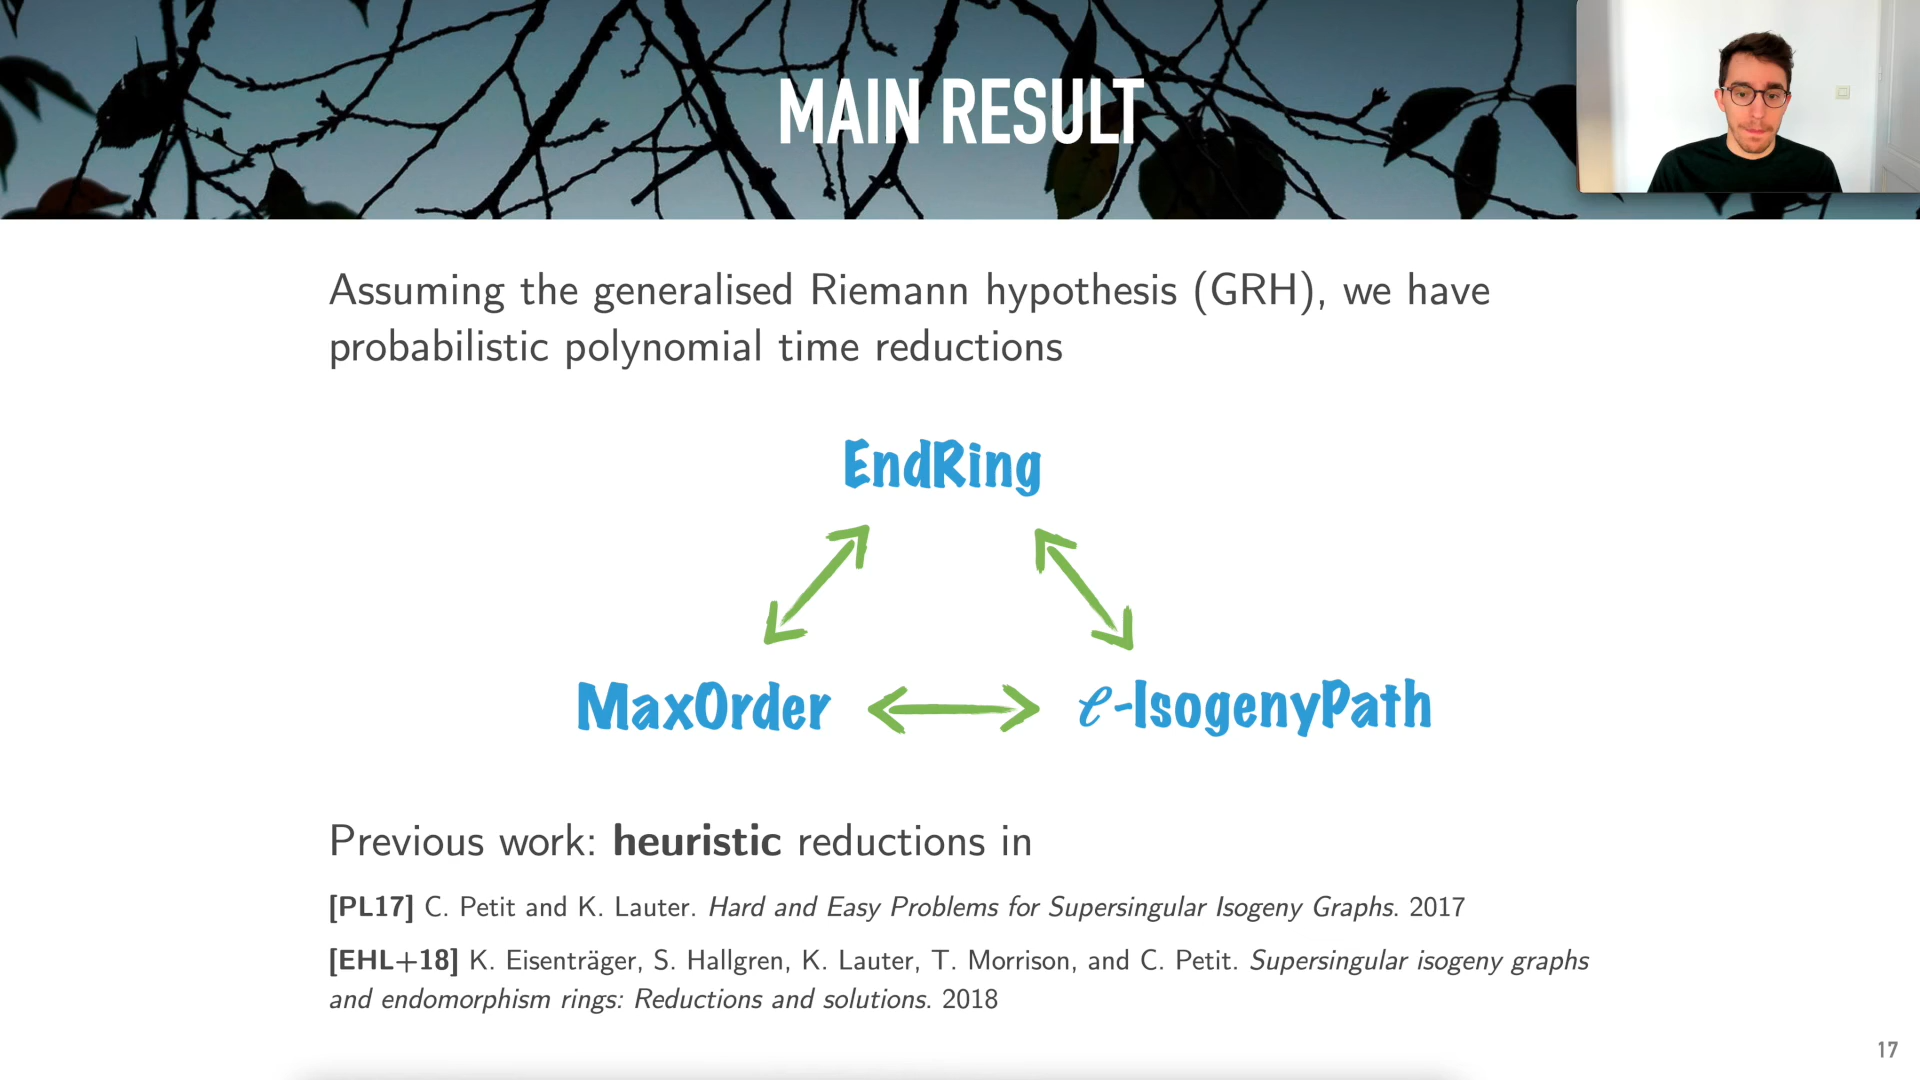 MAIN RESULT
Assuming the generalised Riemann hypothesis (GRH), we have
probabilistic polynomial time reductions
EndRing
MaxOrder
ℓ-IsogenyPath
Previous work: heuristic reductions in
[PL17] C. Petit and K. Lauter. Hard and Easy Problems for Supersingular Isogeny Graphs. 2017
[EHL+18] K. Eisenträger, S. Hallgren, K. Lauter, T. Morrison, and C. Petit. Supersingular isogeny graphs
and endomorphism rings: Reductions and solutions. 2018
17